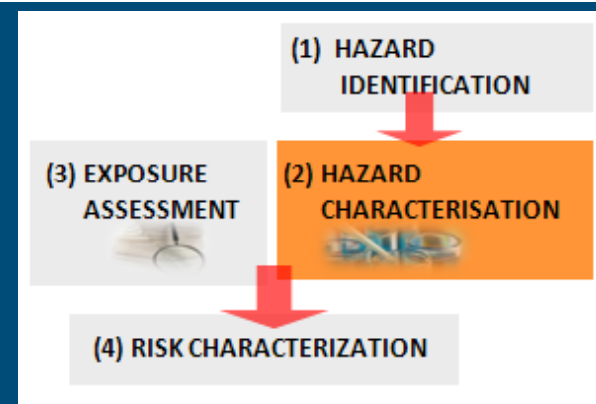 (1) HAZARD
IDENTIFICATION
(3) EXPOSURE
ASSESSMENT
(2) HAZARD
CHARACTERISATION
(4) RISK CHARACTERIZATION